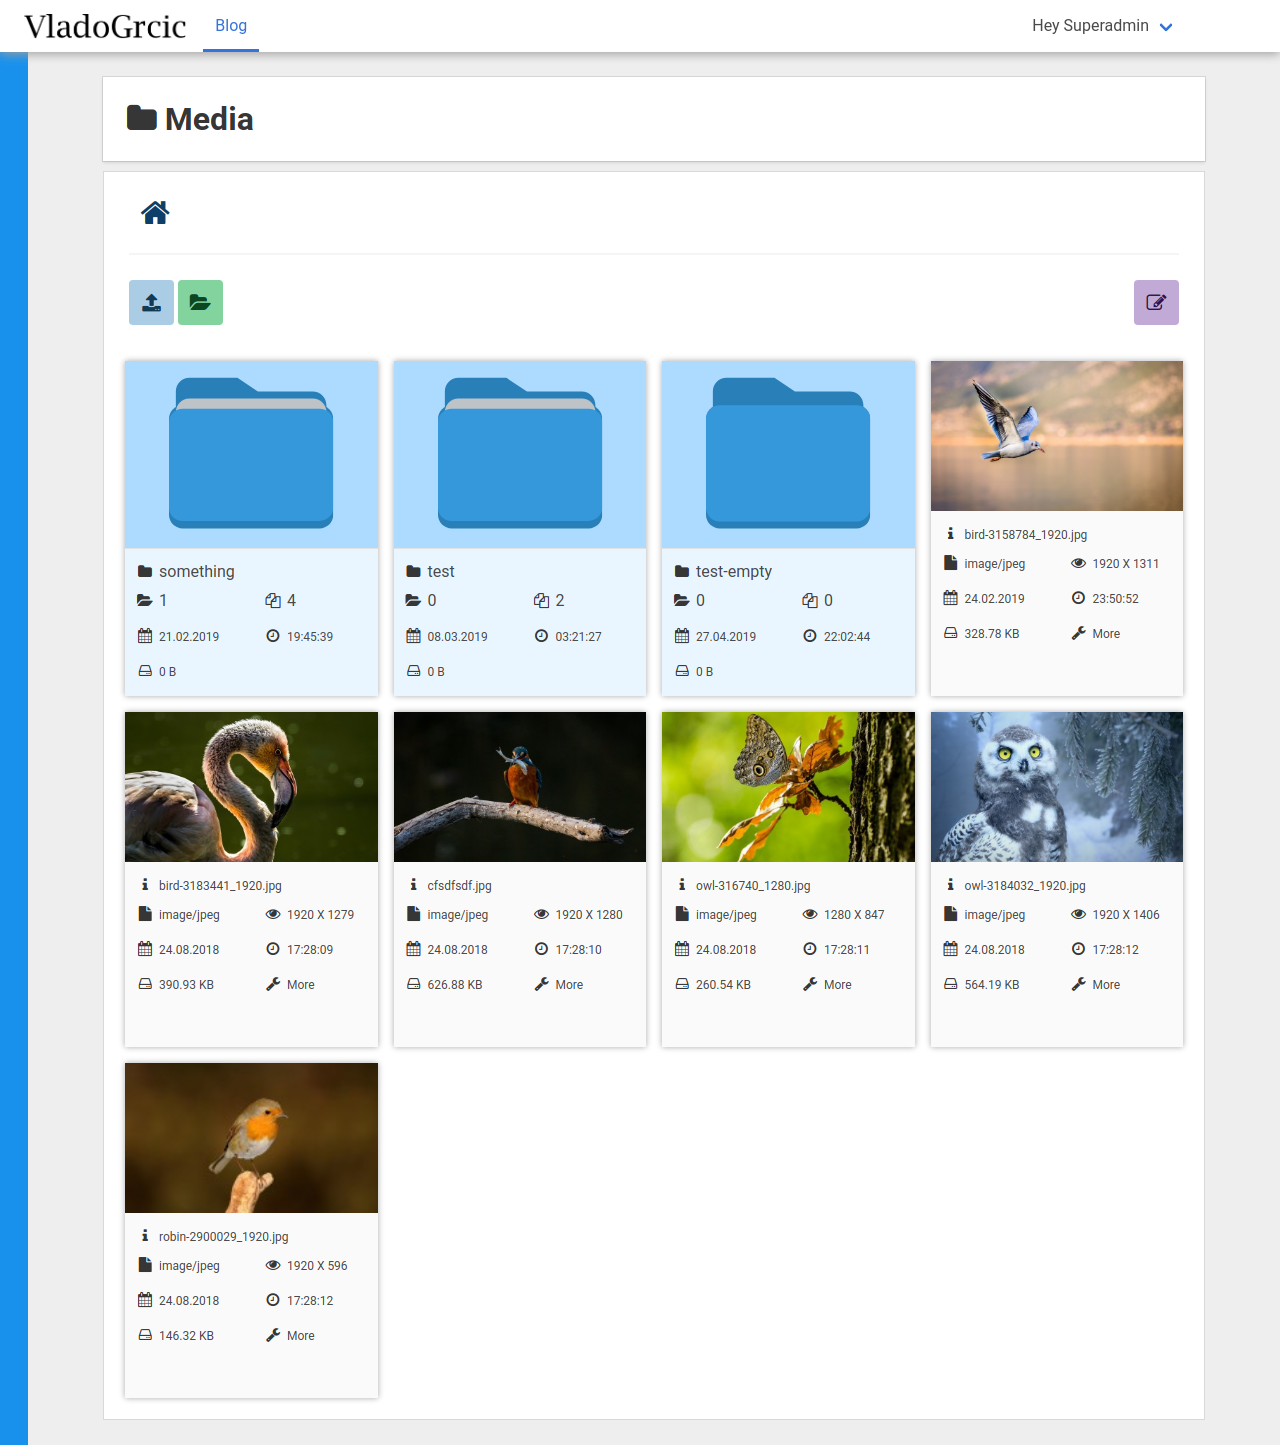 VladoGrcic Blog Hey Superadmin
Media
something
1 4
21.02.2019 19:45:39
0 B
test
0 2
08.03.2019 03:21:27
0 B
test-empty
0 0
27.04.2019 22:02:44
0 B
bird-3158784_1920.jpg
image/jpeg 1920 X 1311
24.02.2019 23:50:52
328.78 KB More
bird-3183441_1920.jpg
image/jpeg 1920 X 1279
24.08.2018 17:28:09
390.93 KB More
cfsdfsdf.jpg
image/jpeg 1920 X 1280
24.08.2018 17:28:10
626.88 KB More
owl-316740_1280.jpg
image/jpeg 1280 X 847
24.08.2018 17:28:11
260.54 KB More
owl-3184032_1920.jpg
image/jpeg 1920 X 1406
24.08.2018 17:28:12
564.19 KB More
robin-2900029_1920.jpg
image/jpeg 1920 X 596
24.08.2018 17:28:12
146.32 KB More